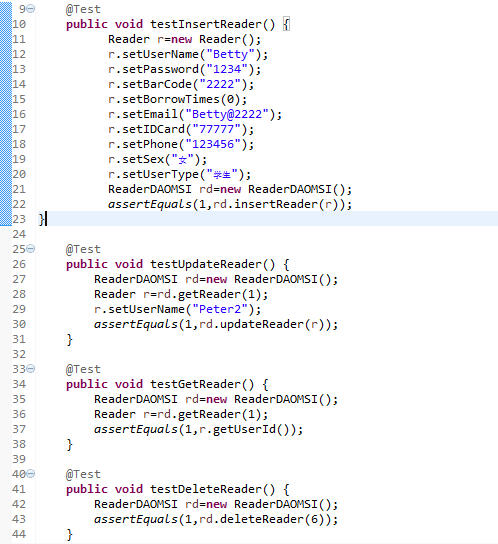 9 @Test
10 public void testInsertReader() {
11 Reader r=new Reader();
12 r.setUserName("Betty");
13 r.setPassword("1234");
14 r.setBarCode("2222");
15 r.setBorrowTimes(0);
16 r.setEmail("Betty@2222");
17 r.setIDCard("77777");
18 r.setPhone("123456");
19 r.setSex("女");
20 r.setUserType("学生");
21 ReaderDAOMSI rd=new ReaderDAOMSI();
22 assertEquals(1,rd.insertReader(r));
23 }
24
25 @Test
26 public void testUpdateReader() {
27 ReaderDAOMSI rd=new ReaderDAOMSI();
28 Reader r=rd.getReader(1);
29 r.setUserName("Peter2");
30 assertEquals(1,rd.updateReader(r));
31 }
32
33 @Test
34 public void testGetReader() {
35 ReaderDAOMSI rd=new ReaderDAOMSI();
36 Reader r=rd.getReader(1);
37 assertEquals(1,r.getUserId());
38 }
39
40 @Test
41 public void testDeleteReader() {
42 ReaderDAOMSI rd=new ReaderDAOMSI();
43 assertEquals(1,rd.deleteReader(6));
44 }